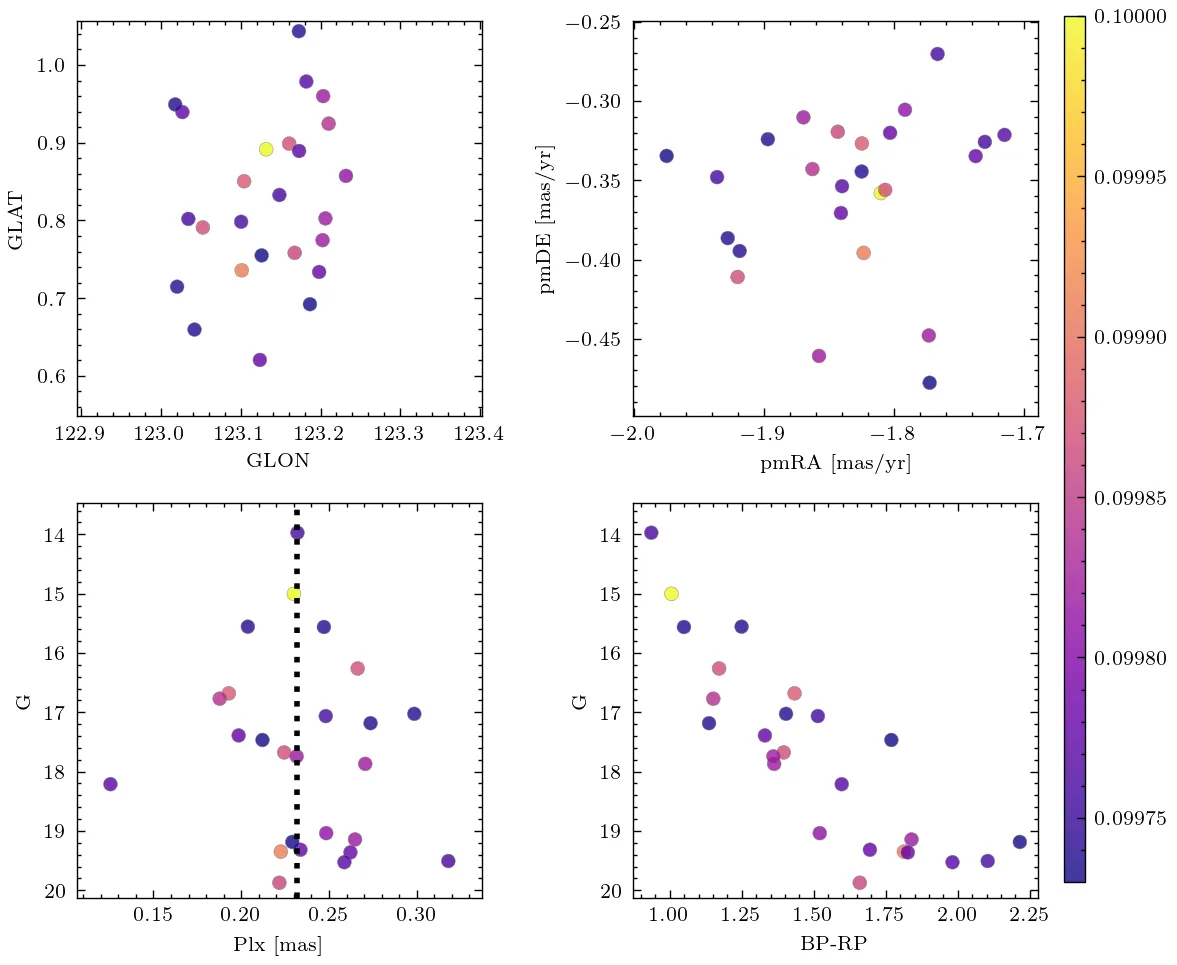 1.0
0.9
0.8
0.7
0.6
GLAT
122.9 123.0 123.1 123.2 123.3 123.4
GLON
−0.25
−0.30
−0.35
−0.40
−0.45
pmDE [mas/yr]
−2.0 −1.9 −1.8 −1.7
pmRA [mas/yr]
0.10000
0.09995
0.09990
0.09985
0.09980
0.09975
14
15
16
17
18
19
20
G
0.15 0.20 0.25 0.30
Plx [mas]
14
15
16
17
18
19
20
G
1.00 1.25 1.50 1.75 2.00 2.25
BP-RP